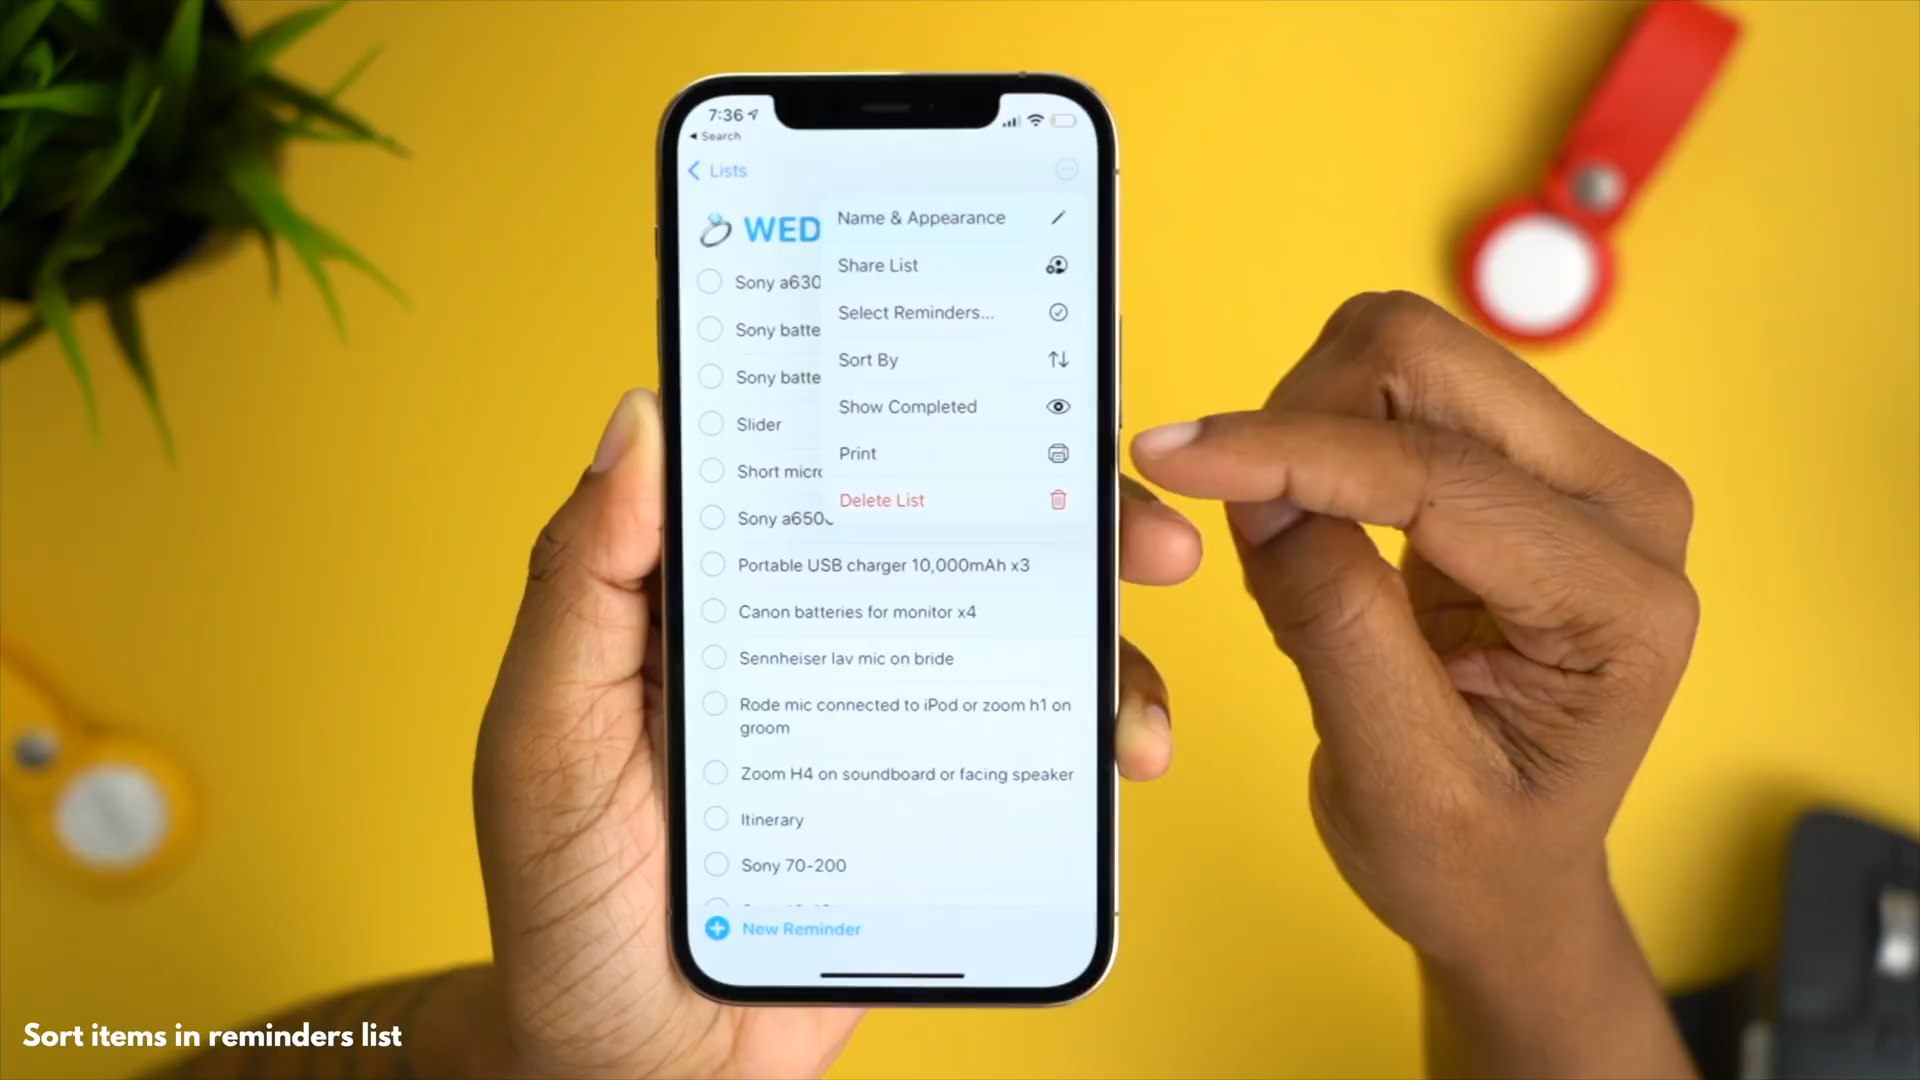 7:36
Search
Lists
WED
Name & Appearance
Share List
Select Reminders...
Sort By
Show Completed
Print
Delete List
Sony a630
Sony batte
Sony batte
Slider
Short micro
Sony a650
Portable USB charger 10,000mAh x3
Canon batteries for monitor x4
Sennheiser lav mic on bride
Rode mic connected to iPod or zoom h1 on
groom
Zoom H4 on soundboard or facing speaker
Itinerary
Sony 70-200
New Reminder
Sort items in reminders list